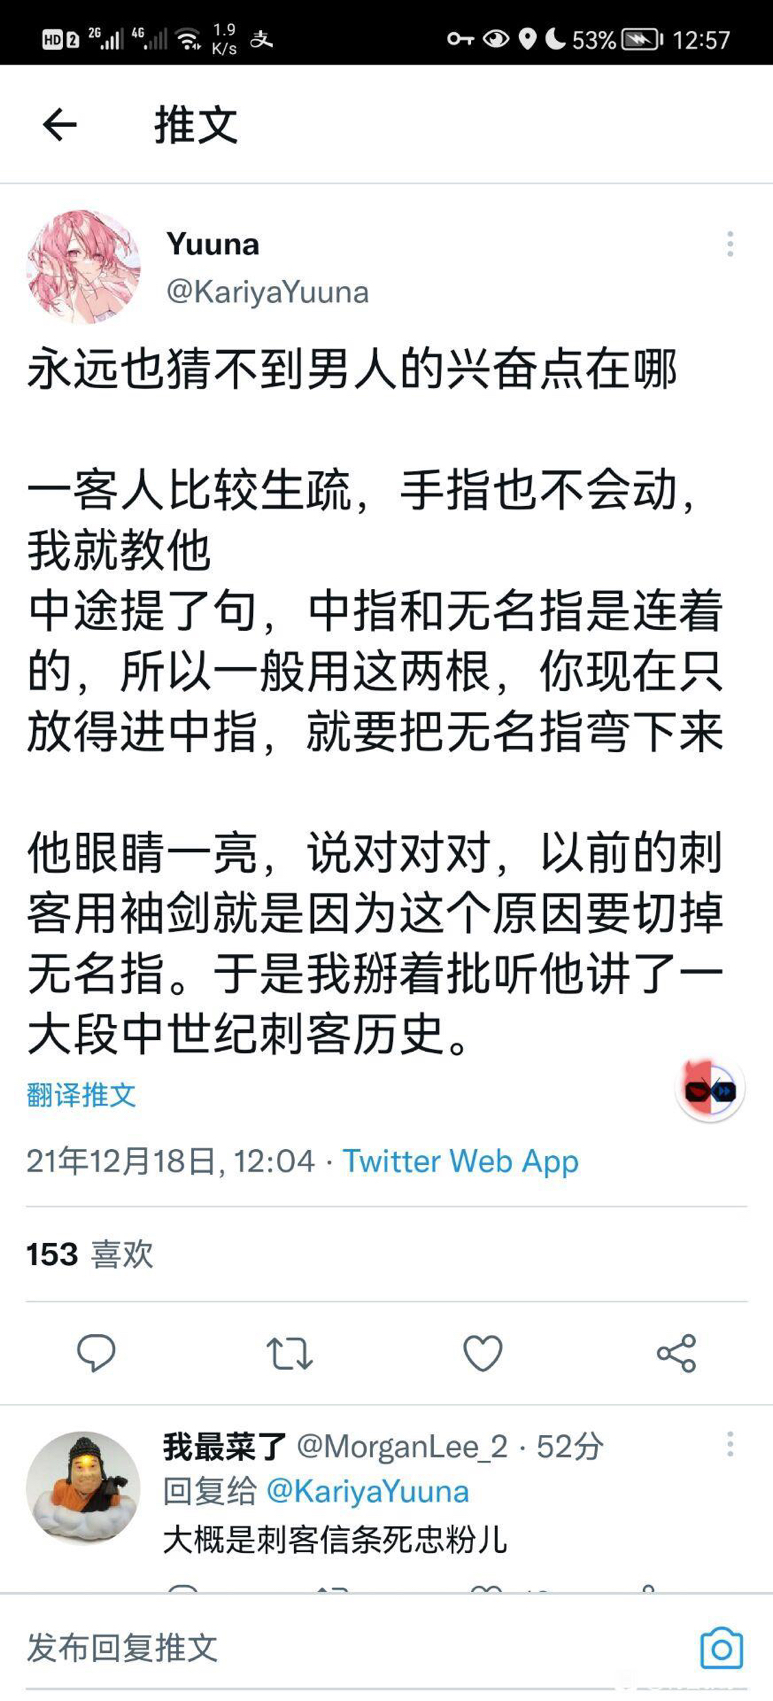 HD 2 2G 4G 1.9 K/s 支 53% 12:57
推文
Yuuna
@KariyaYuuna
永远也猜不到男人的兴奋点在哪
一客人比较生疏，手指也不会动，
我就教他
中途提了句，中指和无名指是连着
的，所以一般用这两根，你现在只
放得进中指，就要把无名指弯下来
他眼睛一亮，说对对对，以前的刺
客用袖剑就是因为这个原因要切掉
无名指。于是我掰着批听他讲了一
大段中世纪刺客历史。
翻译推文
21年12月18日, 12:04 · Twitter Web App
153 喜欢
我最菜了 @MorganLee_2 · 52分
回复给 @KariyaYuuna
大概是刺客信条死忠粉儿
发布回复推文